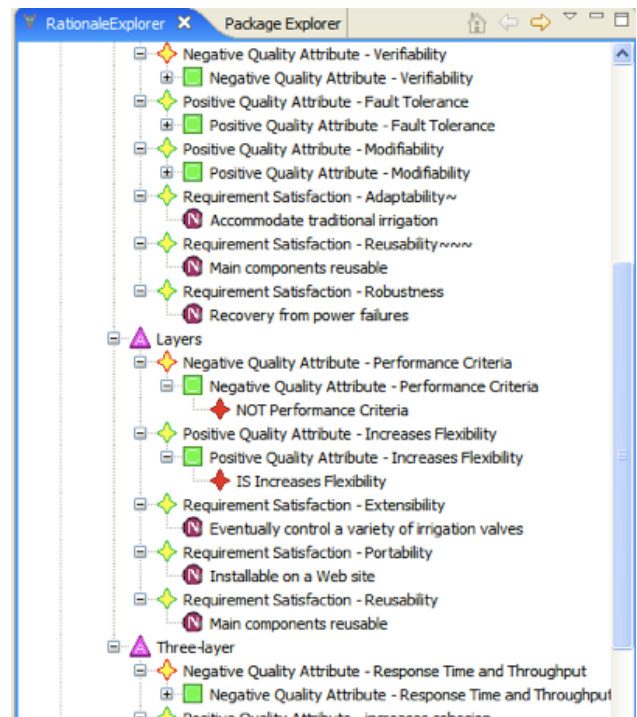 RationaleExplorer
Package Explorer
Negative Quality Attribute - Verifiability
Negative Quality Attribute - Verifiability
Positive Quality Attribute - Fault Tolerance
Positive Quality Attribute - Fault Tolerance
Positive Quality Attribute - Modifiability
Positive Quality Attribute - Modifiability
Requirement Satisfaction - Adaptability~
N Accommodate traditional irrigation
Requirement Satisfaction - Reusability~~~
N Main components reusable
Requirement Satisfaction - Robustness
N Recovery from power failures
A Layers
Negative Quality Attribute - Performance Criteria
Negative Quality Attribute - Performance Criteria
NOT Performance Criteria
Positive Quality Attribute - Increases Flexibility
Positive Quality Attribute - Increases Flexibility
IS Increases Flexibility
Requirement Satisfaction - Extensibility
N Eventually control a variety of irrigation valves
Requirement Satisfaction - Portability
N Installable on a Web site
Requirement Satisfaction - Reusability
N Main components reusable
A Three-layer
Negative Quality Attribute - Response Time and Throughput
Negative Quality Attribute - Response Time and Throughput
Positive Quality Attribute - increases cohesion